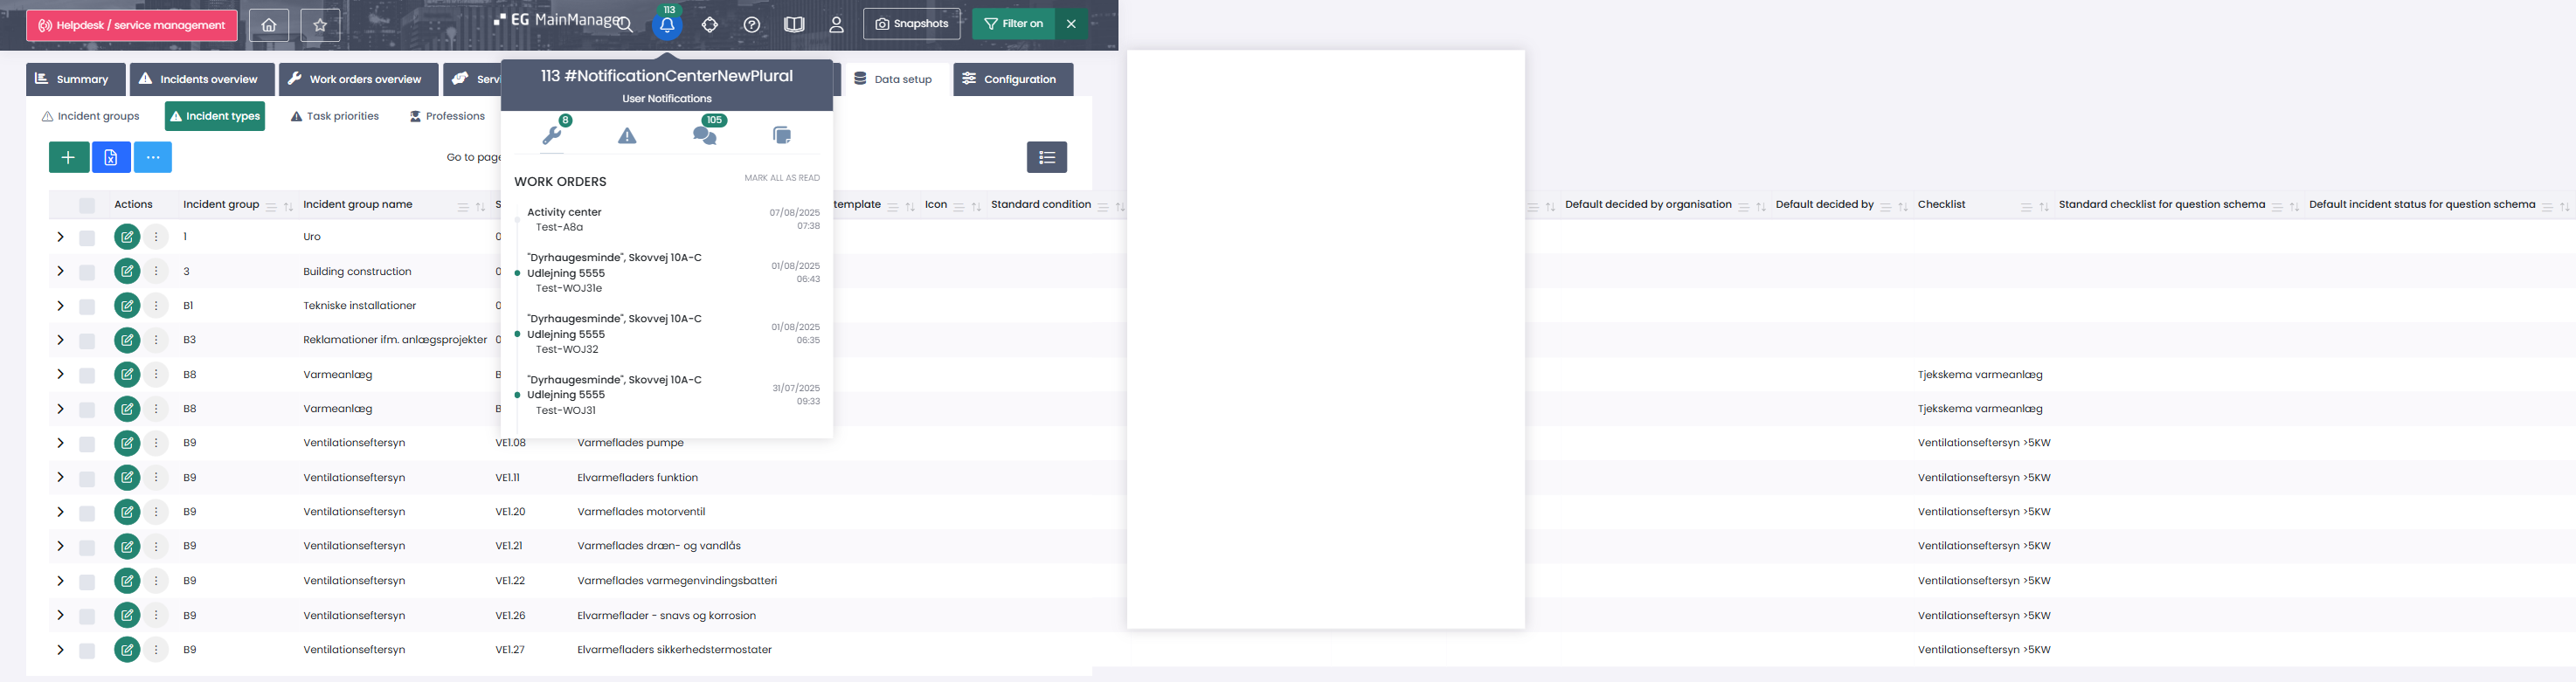 Helpdesk / service management
EG MainManager
113
Snapshots
Filter on
Summary
Incidents overview
Work orders overview
Data setup
Configuration
113 #NotificationCenterNewPlural
User Notifications
Incident groups
Incident types
Task priorities
Professions
8
105
Go to page
WORK ORDERS
MARK ALL AS READ
Activity center
Test-A8a
07/08/2025
07:38
"Dyrhaugesminde", Skovvej 10A-C
Udlejning 5555
Test-WOJ31e
01/08/2025
06:43
"Dyrhaugesminde", Skovvej 10A-C
Udlejning 5555
Test-WOJ32
01/08/2025
06:35
"Dyrhaugesminde", Skovvej 10A-C
Udlejning 5555
Test-WOJ31
31/07/2025
09:33
Actions Incident group Incident group name template Icon Standard condition Default decided by organisation Default decided by Checklist Standard checklist for question schema Default incident status for question schema
1 Uro
3 Building construction
B1 Tekniske installationer
B3 Reklamationer ifm. anlægsprojekter
B8 Varmeanlæg Tjekskema varmeanlæg
B8 Varmeanlæg Tjekskema varmeanlæg
B9 Ventilationseftersyn VE1.08 Varmeflades pumpe Ventilationseftersyn >5KW
B9 Ventilationseftersyn VE1.11 Elvarmefladers funktion Ventilationseftersyn >5KW
B9 Ventilationseftersyn VE1.20 Varmeflades motorventil Ventilationseftersyn >5KW
B9 Ventilationseftersyn VE1.21 Varmeflades dræn- og vandlås Ventilationseftersyn >5KW
B9 Ventilationseftersyn VE1.22 Varmeflades varmegenvindingsbatteri Ventilationseftersyn >5KW
B9 Ventilationseftersyn VE1.26 Elvarmeflader - snavs og korrosion Ventilationseftersyn >5KW
B9 Ventilationseftersyn VE1.27 Elvarmefladers sikkerhedstermostater Ventilationseftersyn >5KW